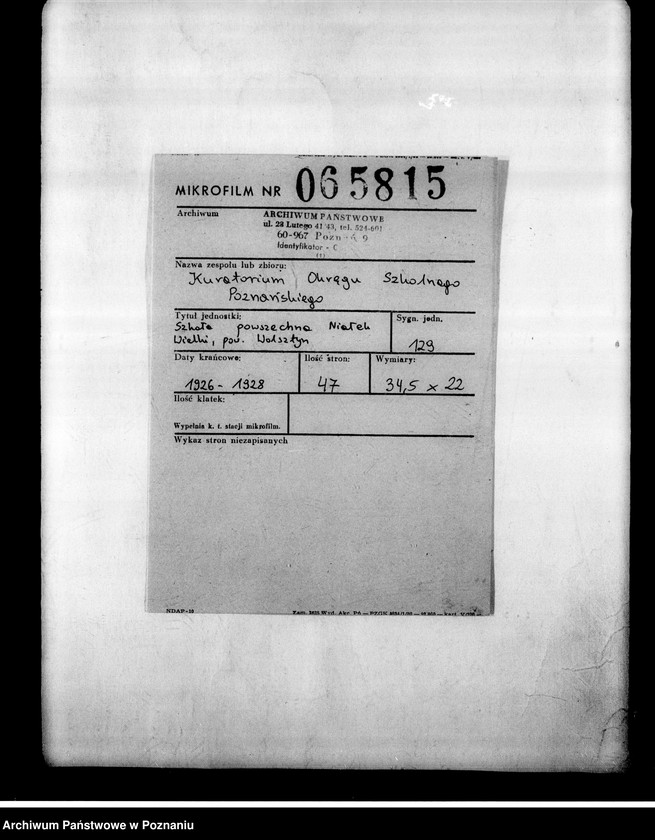 MIKROFILM NR 065815
Archiwum
ARCHIWUM PAŃSTWOWE
ul. 23 Lutego 41/43, tel. 524-601
60-967 Pozn
Identyfikator - C
Nazwa zespołu lub zbioru:
Kuratorium Okręgu Szkolnego
Poznańskiego
Tytuł jednostki:
Szkoła powszechna Niałek
Wielki, pow. Wolsztyn
Sygn. jedn.
129
Daty krańcowe:
1926 - 1928
Ilość stron:
47
Wymiary:
34,5 x 22
Ilość klatek:
Wypełnia k. t. stacji mikrofilm.
Wykaz stron niezapisanych
NDAP-10
Archiwum Państwowe w Poznaniu